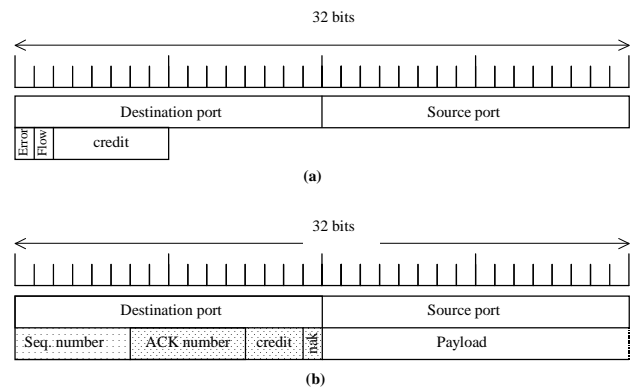 32 bits
Destination port Source port
Error Flow credit
(a)
32 bits
Destination port Source port
Seq. number ACK number credit nak Payload
(b)